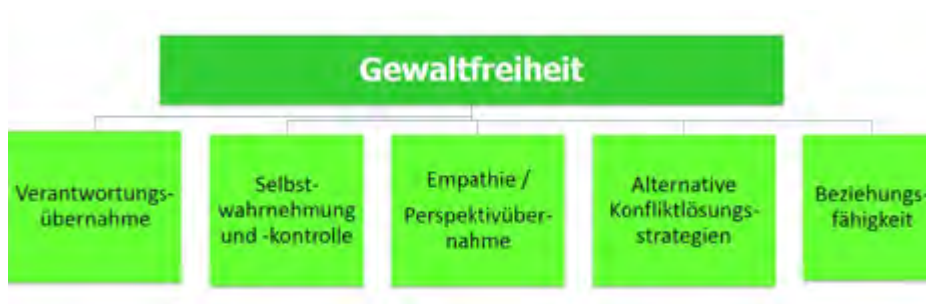 Gewaltfreiheit
Verantwortungs-
übernahme
Selbst-
wahrnehmung
und -kontrolle
Empathie /
Perspektivüber-
nahme
Alternative
Konfliktlösungs-
strategien
Beziehungs-
fähigkeit